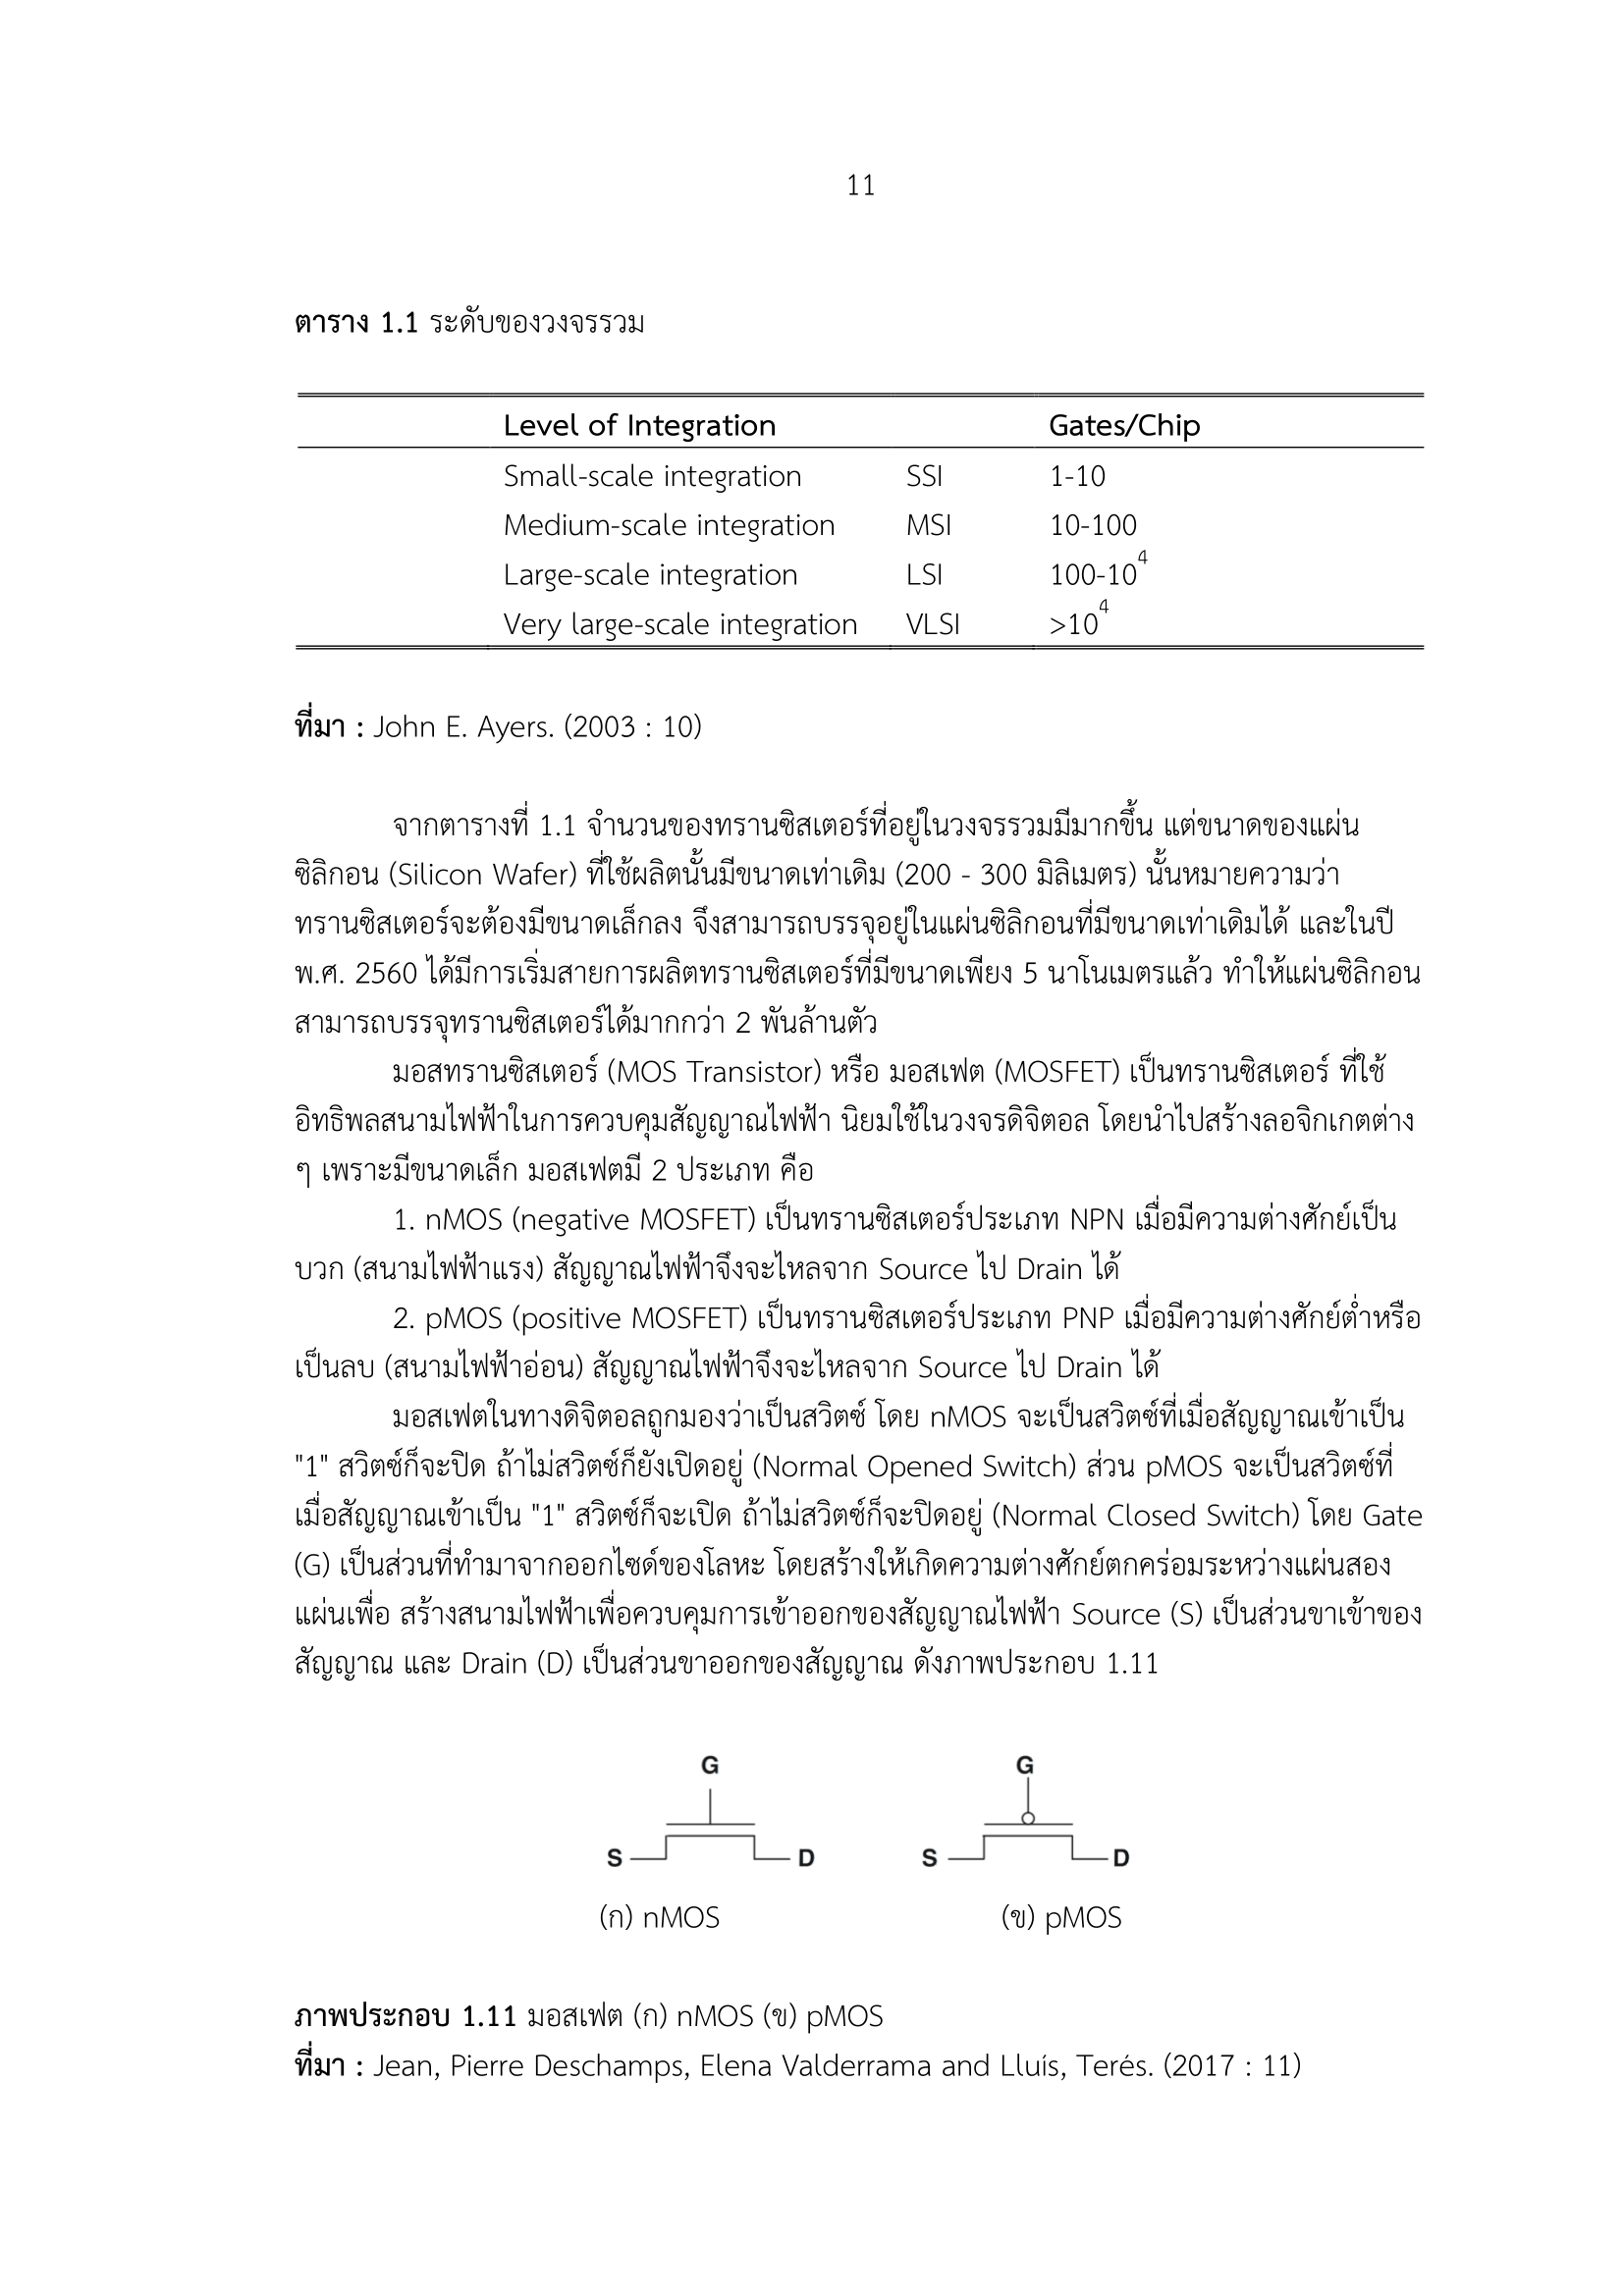 11
ตาราง 1.1 ระดับของวงจรรวม
Level of Integration Gates/Chip
Small-scale integration SSI 1-10
Medium-scale integration MSI 10-100
Large-scale integration LSI 100-10⁴
Very large-scale integration VLSI >10⁴
ที่มา : John E. Ayers. (2003 : 10)
จากตารางที่ 1.1 จำนวนของทรานซิสเตอร์ที่อยู่ในวงจรรวมมีมากขึ้น แต่ขนาดของแผ่น
ซิลิกอน (Silicon Wafer) ที่ใช้ผลิตนั้นมีขนาดเท่าเดิม (200 - 300 มิลิเมตร) นั้นหมายความว่า
ทรานซิสเตอร์จะต้องมีขนาดเล็กลง จึงสามารถบรรจุอยู่ในแผ่นซิลิกอนที่มีขนาดเท่าเดิมได้ และในปี
พ.ศ. 2560 ได้มีการเริ่มสายการผลิตทรานซิสเตอร์ที่มีขนาดเพียง 5 นาโนเมตรแล้ว ทำให้แผ่นซิลิกอน
สามารถบรรจุทรานซิสเตอร์ได้มากกว่า 2 พันล้านตัว
มอสทรานซิสเตอร์ (MOS Transistor) หรือ มอสเฟต (MOSFET) เป็นทรานซิสเตอร์ ที่ใช้
อิทธิพลสนามไฟฟ้าในการควบคุมสัญญาณไฟฟ้า นิยมใช้ในวงจรดิจิตอล โดยนำไปสร้างลอจิกเกตต่าง
ๆ เพราะมีขนาดเล็ก มอสเฟตมี 2 ประเภท คือ
1. nMOS (negative MOSFET) เป็นทรานซิสเตอร์ประเภท NPN เมื่อมีความต่างศักย์เป็น
บวก (สนามไฟฟ้าแรง) สัญญาณไฟฟ้าจึงจะไหลจาก Source ไป Drain ได้
2. pMOS (positive MOSFET) เป็นทรานซิสเตอร์ประเภท PNP เมื่อมีความต่างศักย์ต่ำหรือ
เป็นลบ (สนามไฟฟ้าอ่อน) สัญญาณไฟฟ้าจึงจะไหลจาก Source ไป Drain ได้
มอสเฟตในทางดิจิตอลถูกมองว่าเป็นสวิตซ์ โดย nMOS จะเป็นสวิตซ์ที่เมื่อสัญญาณเข้าเป็น
"1" สวิตซ์ก็จะปิด ถ้าไม่สวิตซ์ก็ยังเปิดอยู่ (Normal Opened Switch) ส่วน pMOS จะเป็นสวิตซ์ที่
เมื่อสัญญาณเข้าเป็น "1" สวิตซ์ก็จะเปิด ถ้าไม่สวิตซ์ก็จะปิดอยู่ (Normal Closed Switch) โดย Gate
(G) เป็นส่วนที่ทำมาจากออกไซด์ของโลหะ โดยสร้างให้เกิดความต่างศักย์ตกคร่อมระหว่างแผ่นสอง
แผ่นเพื่อ สร้างสนามไฟฟ้าเพื่อควบคุมการเข้าออกของสัญญาณไฟฟ้า Source (S) เป็นส่วนขาเข้าของ
สัญญาณ และ Drain (D) เป็นส่วนขาออกของสัญญาณ ดังภาพประกอบ 1.11
G G
S D S D
(ก) nMOS (ข) pMOS
ภาพประกอบ 1.11 มอสเฟต (ก) nMOS (ข) pMOS
ที่มา : Jean, Pierre Deschamps, Elena Valderrama and Lluís, Terés. (2017 : 11)